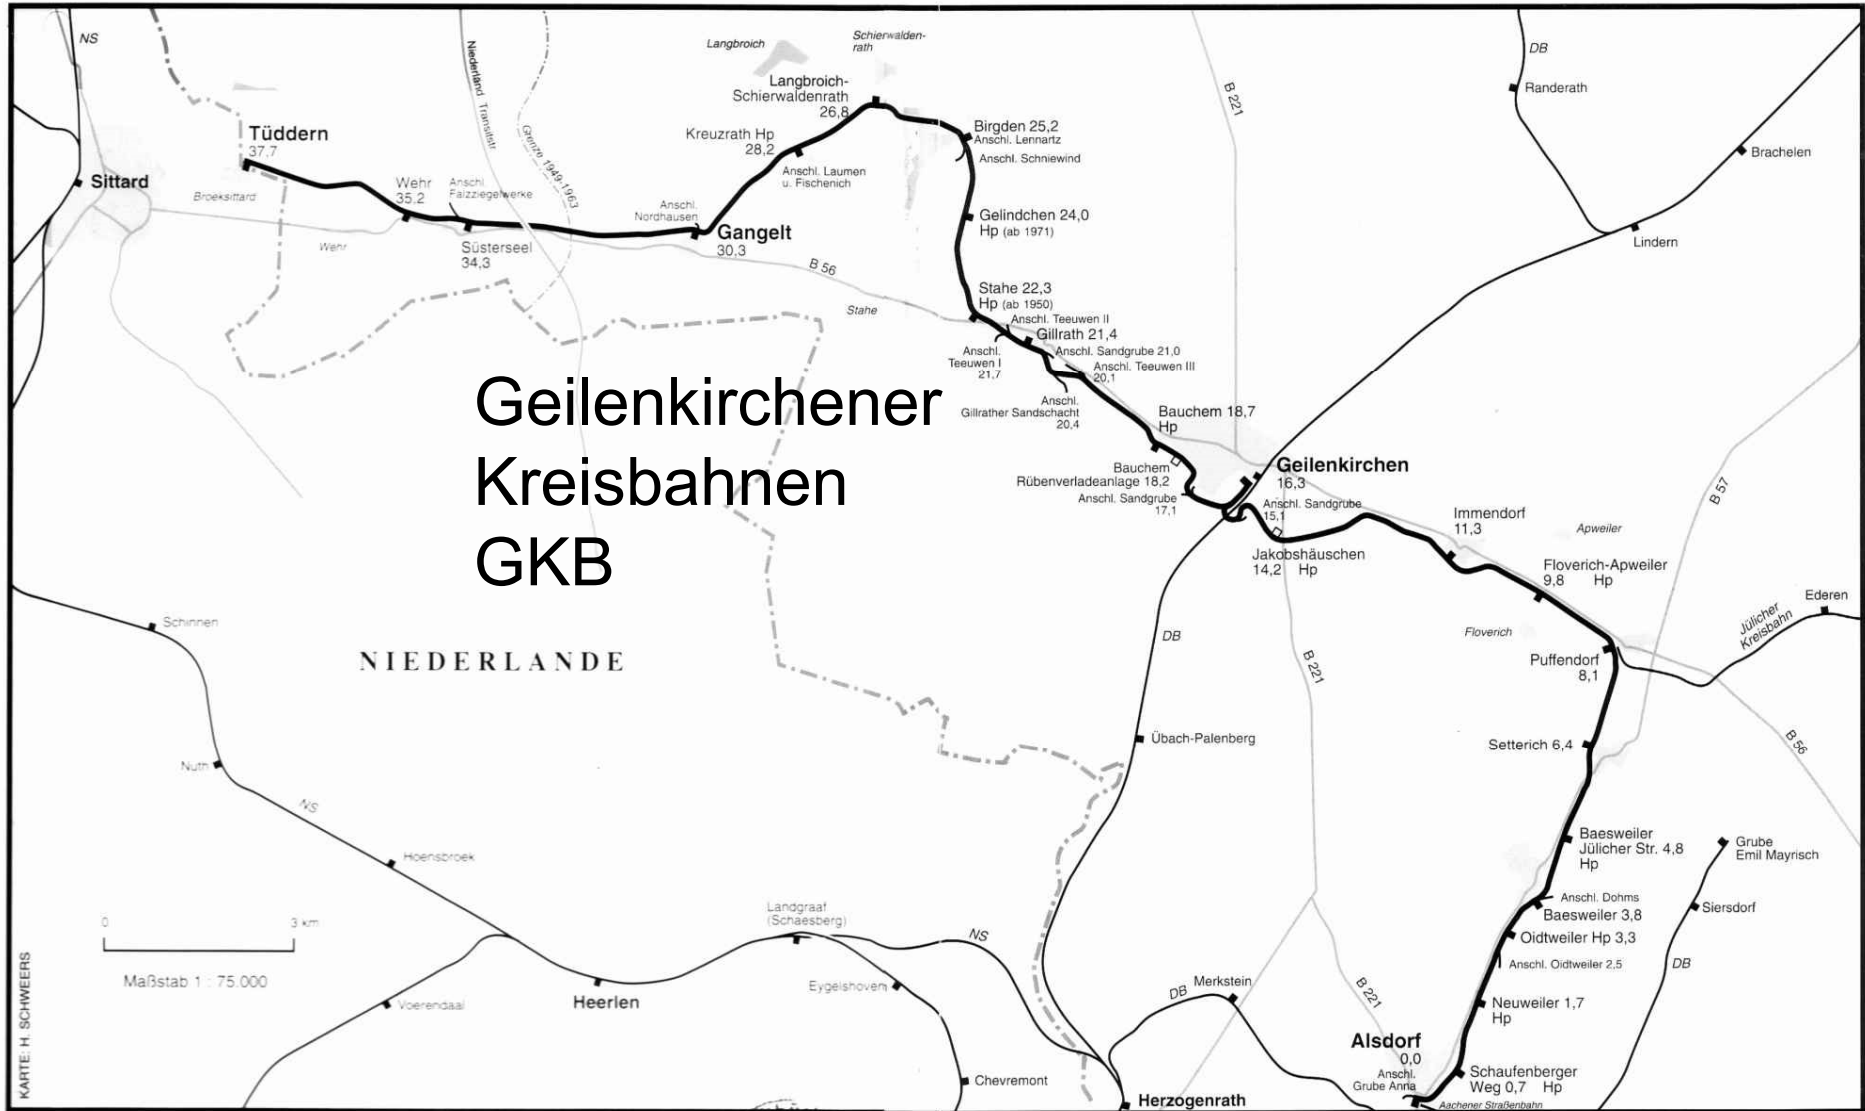 NS
Niederländ. Transitstr.
Grenze 1949-1963
Langbroich
Schierwalden-
rath
B 221
DB
Randerath
Brachelen
Lindern
Tüddern
37,7
Sittard
Broeksittard
Wehr
35,2
Anschl.
Falzziegelwerke
Wehr
Süsterseel
34,3
Anschl.
Nordhausen
Gangelt
30,3
Kreuzrath Hp
28,2
Anschl. Laumen
u. Fischenich
Langbroich-
Schierwaldenrath
26,8
Birgden 25,2
Anschl. Lennartz
Anschl. Schniewind
Gelindchen 24,0
Hp (ab 1971)
B 56
Stahe
Stahe 22,3
Hp (ab 1950)
Anschl. Teeuwen II
Gillrath 21,4
Anschl.
Teeuwen I
21,7
Anschl. Sandgrube 21,0
Anschl. Teeuwen III
20,1
Anschl.
Gillrather Sandschacht
20,4
Bauchem 18,7
Hp
Bauchem
Rübenverladeanlage 18,2
Anschl. Sandgrube
17,1
Geilenkirchen
16,3
Anschl. Sandgrube
15,1
Jakobshäuschen
14,2 Hp
Immendorf
11,3
Apweiler
Floverich-Apweiler
9,8 Hp
Floverich
B 57
Ederen
Jülicher
Kreisbahn
Puffendorf
8,1
B 56
Setterich 6,4
Geilenkirchener
Kreisbahnen
GKB
NIEDERLANDE
DB
B 221
Übach-Palenberg
Schinnen
Nuth
NS
Hoensbroek
Landgraaf
(Schaesberg)
NS
Eygelshoven
Heerlen
Voerendaal
Chevremont
0 3 km
Maßstab 1 : 75.000
KARTE: H. SCHWEERS
Baesweiler
Jülicher Str. 4,8
Hp
Grube
Emil Mayrisch
Anschl. Dohms
Baesweiler 3,8
Siersdorf
Oidtweiler Hp 3,3
Anschl. Oidtweiler 2,5
DB
Neuweiler 1,7
Hp
Merkstein
DB
B 221
Alsdorf
0,0
Anschl.
Grube Anna
Schaufenberger
Weg 0,7 Hp
Aachener Straßenbahn
Herzogenrath